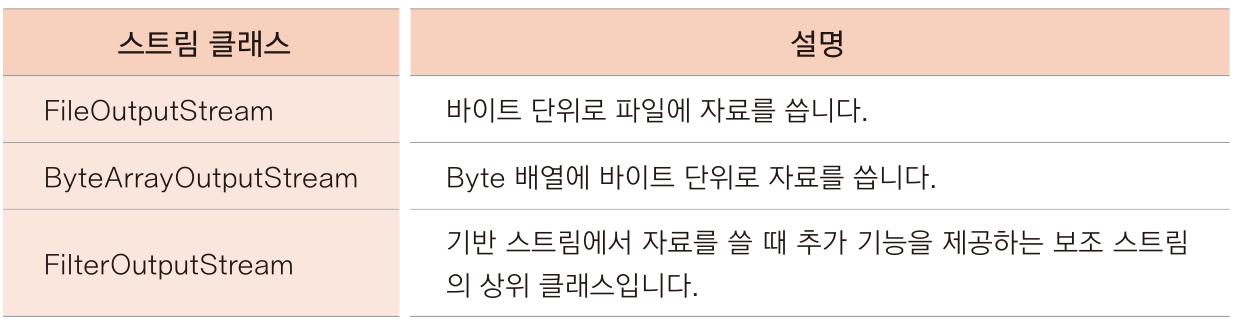 스트림 클래스 설명
FileOutputStream 바이트 단위로 파일에 자료를 씁니다.
ByteArrayOutputStream Byte 배열에 바이트 단위로 자료를 씁니다.
FilterOutputStream 기반 스트림에서 자료를 쓸 때 추가 기능을 제공하는 보조 스트림
의 상위 클래스입니다.